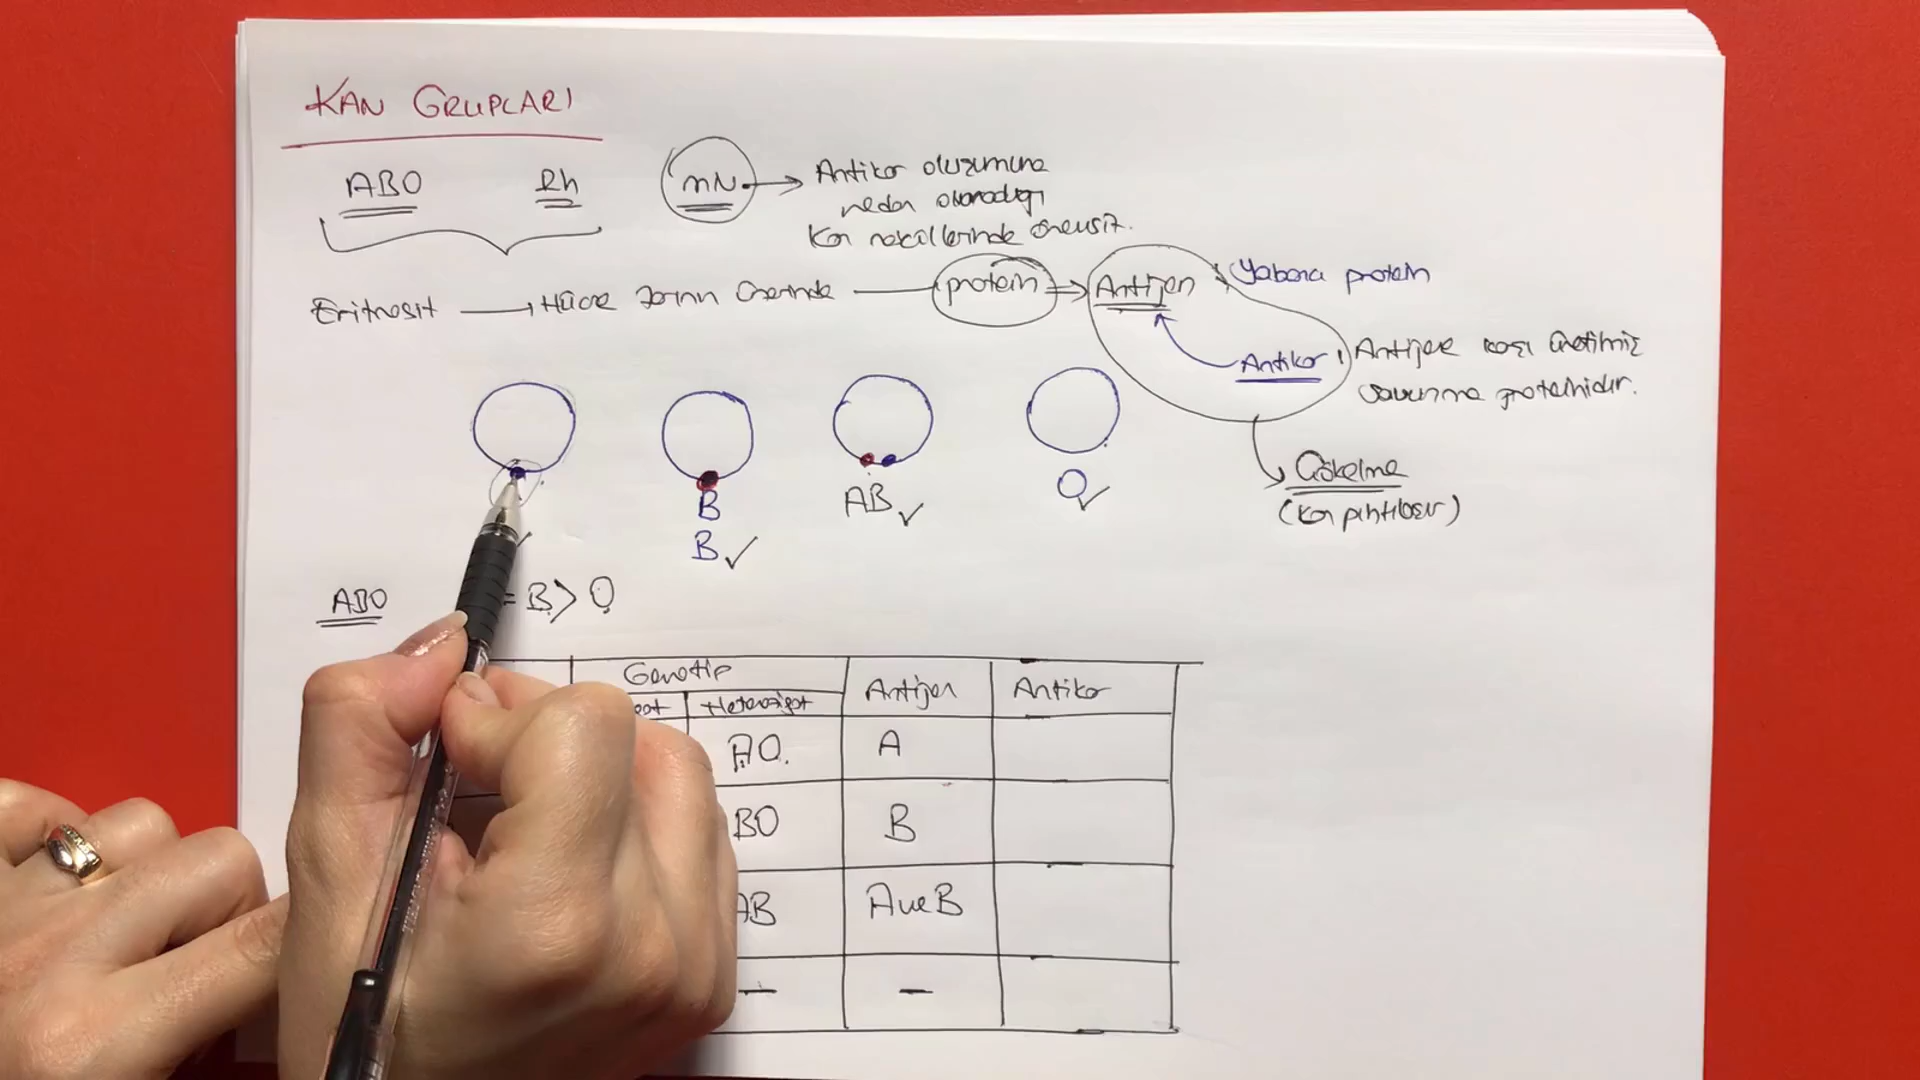 KAN GRUPLARI
ABO Rh MN → Antikor oluşumuna
neden olmadığı
Kan nakillerinde önemsiz.
Eritrosit → Hücre zarının üzerinde — protein ⇒ Antijen : Yabancı protein
Antikor : Antijene karşı üretilmiş
savunma proteinidir.
Çökelme
(Kan pıhtılaşır)
B AB O
B
ABO = B > O
Genotip
Heterozigot Antijen Antikor
AO. A
BO B
AB A ve B
— —